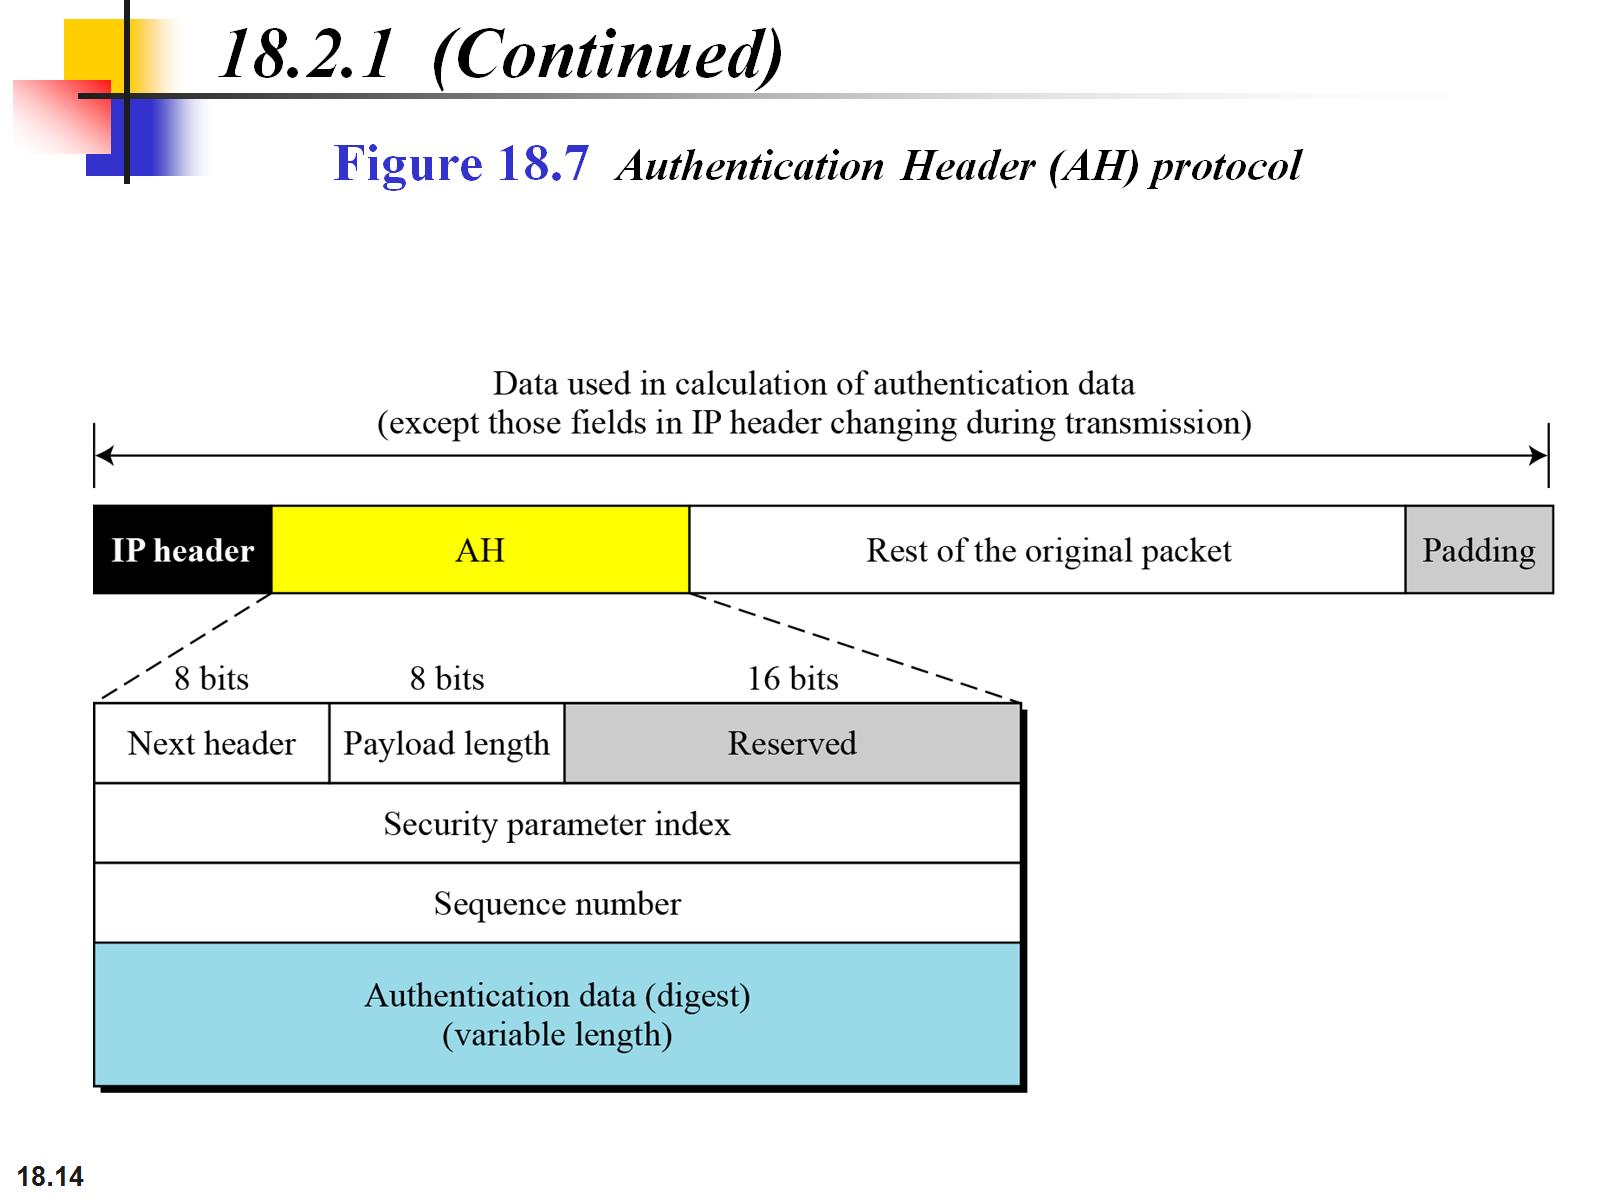 18.2.1 (Continued)
Figure 18.7 Authentication Header (AH) protocol
Data used in calculation of authentication data
(except those fields in IP header changing during transmission)
IP header AH Rest of the original packet Padding
8 bits 8 bits 16 bits
Next header Payload length Reserved
Security parameter index
Sequence number
Authentication data (digest)
(variable length)
18.14